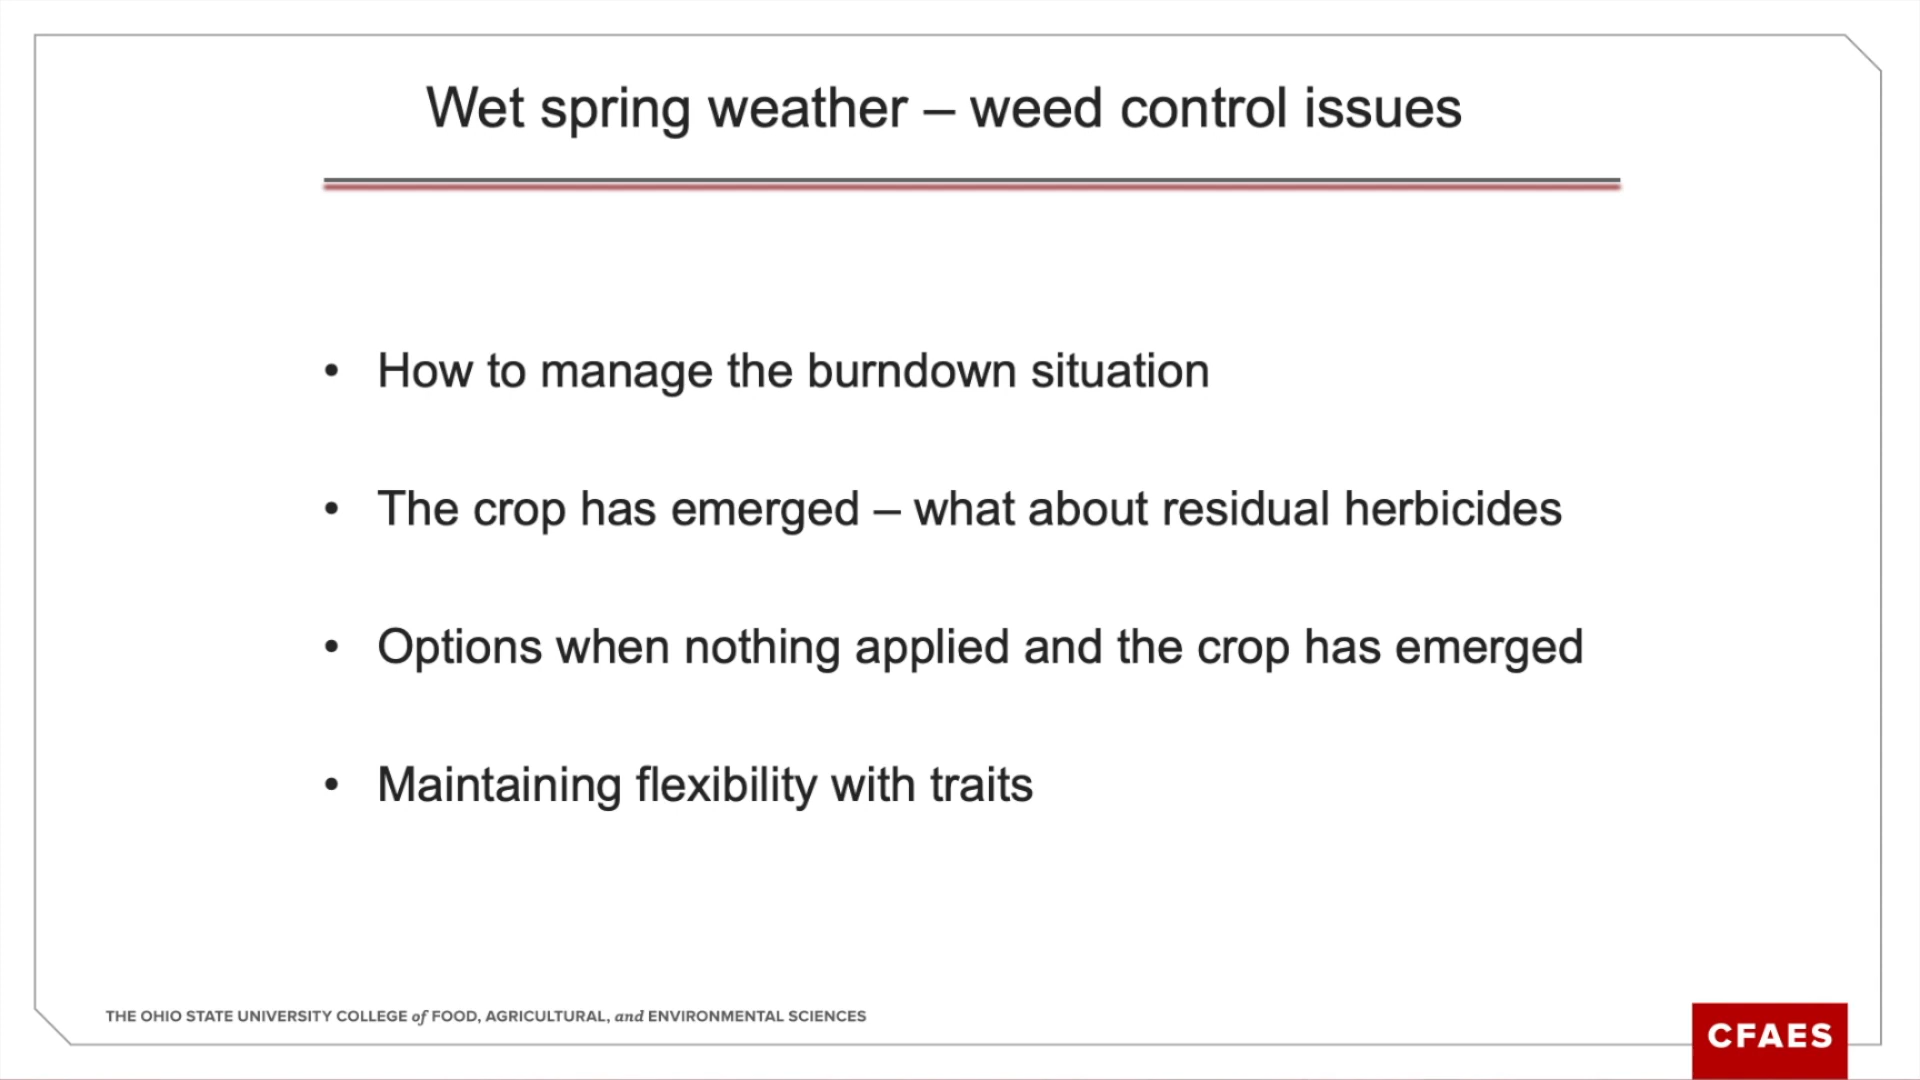 Wet spring weather – weed control issues
• How to manage the burndown situation
• The crop has emerged – what about residual herbicides
• Options when nothing applied and the crop has emerged
• Maintaining flexibility with traits
THE OHIO STATE UNIVERSITY COLLEGE of FOOD, AGRICULTURAL, and ENVIRONMENTAL SCIENCES
CFAES